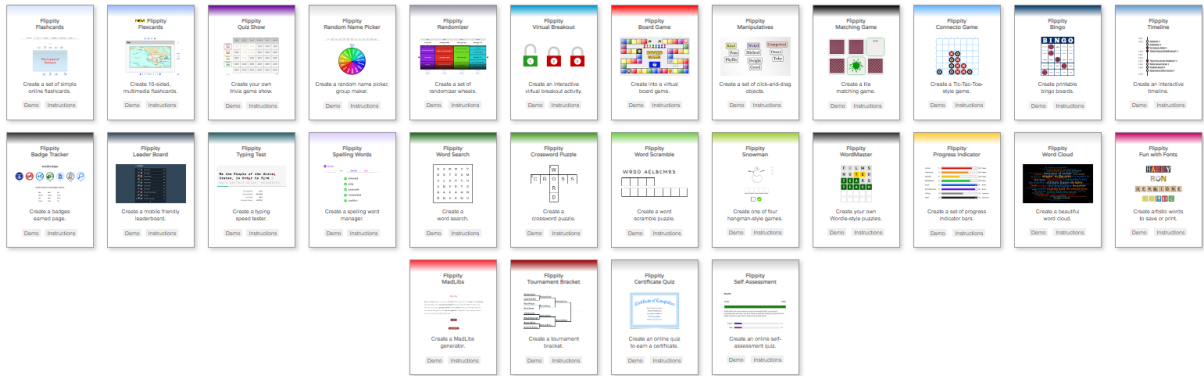 Flippity
Flashcards
Create a set of simple
online flashcards.
Demo Instructions
Flippity
Flexcards
Create 10-sided,
multimedia flashcards.
Demo Instructions
Flippity
Quiz Show
Create your own
trivia game show.
Demo Instructions
Flippity
Random Name Picker
Create a random name picker,
group maker.
Demo Instructions
Flippity
Randomizer
Create a set of
randomizer wheels.
Demo Instructions
Flippity
Virtual Breakout
Create an interactive
virtual breakout activity.
Demo Instructions
Flippity
Board Game
Create into a virtual
board game.
Demo Instructions
Flippity
Manipulatives
Create a set of click-and-drag
objects.
Demo Instructions
Flippity
Matching Game
Create a tile
matching game.
Demo Instructions
Flippity
Connecto Game
Create a Tic-Tac-Toe-
style game.
Demo Instructions
Flippity
Bingo
BINGO
Create printable
bingo boards.
Demo Instructions
Flippity
Timeline
Create an interactive
timeline.
Demo Instructions
Flippity
Badge Tracker
Create a badges
earned page.
Demo Instructions
Flippity
Leader Board
Create a mobile friendly
leaderboard.
Demo Instructions
Flippity
Typing Test
Create a typing
speed tester.
Demo Instructions
Flippity
Spelling Words
Create a spelling word
manager.
Demo Instructions
Flippity
Word Search
Create a
word search.
Demo Instructions
Flippity
Crossword Puzzle
Create a
crossword puzzle.
Demo Instructions
Flippity
Word Scramble
Create a word
scramble puzzle.
Demo Instructions
Flippity
Snowman
Create one of four
hangman-style games.
Demo Instructions
Flippity
WordMaster
Create your own
Wordle-style puzzles.
Demo Instructions
Flippity
Progress Indicator
Create a set of progress
indicator bars.
Demo Instructions
Flippity
Word Cloud
Create a beautiful
word cloud.
Demo Instructions
Flippity
Fun with Fonts
Create artistic words
to save or print.
Demo Instructions
Flippity
MadLibs
Create a MadLibs
generator.
Demo Instructions
Flippity
Tournament Bracket
Create a tournament
bracket.
Demo Instructions
Flippity
Certificate Quiz
Create an online quiz
to earn a certificate.
Demo Instructions
Flippity
Self Assessment
Create an online self-
assessment quiz.
Demo Instructions